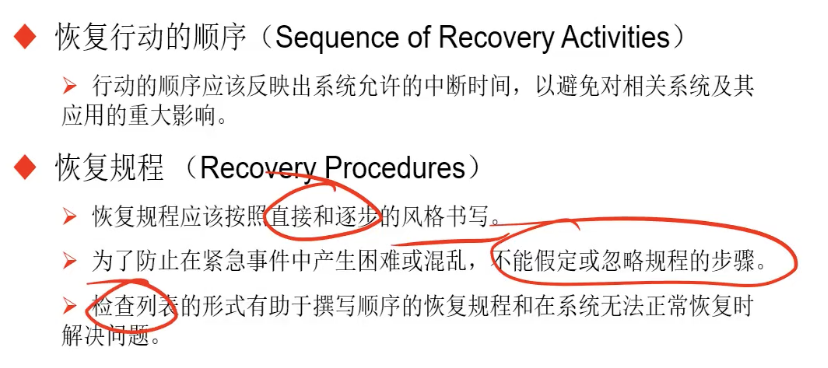 恢复行动的顺序（Sequence of Recovery Activities）
行动的顺序应该反映出系统允许的中断时间，以避免对相关系统及其
应用的重大影响。
恢复规程 （Recovery Procedures）
恢复规程应该按照直接和逐步的风格书写。
为了防止在紧急事件中产生困难或混乱，不能假定或忽略规程的步骤。
检查列表的形式有助于撰写顺序的恢复规程和在系统无法正常恢复时
解决问题。